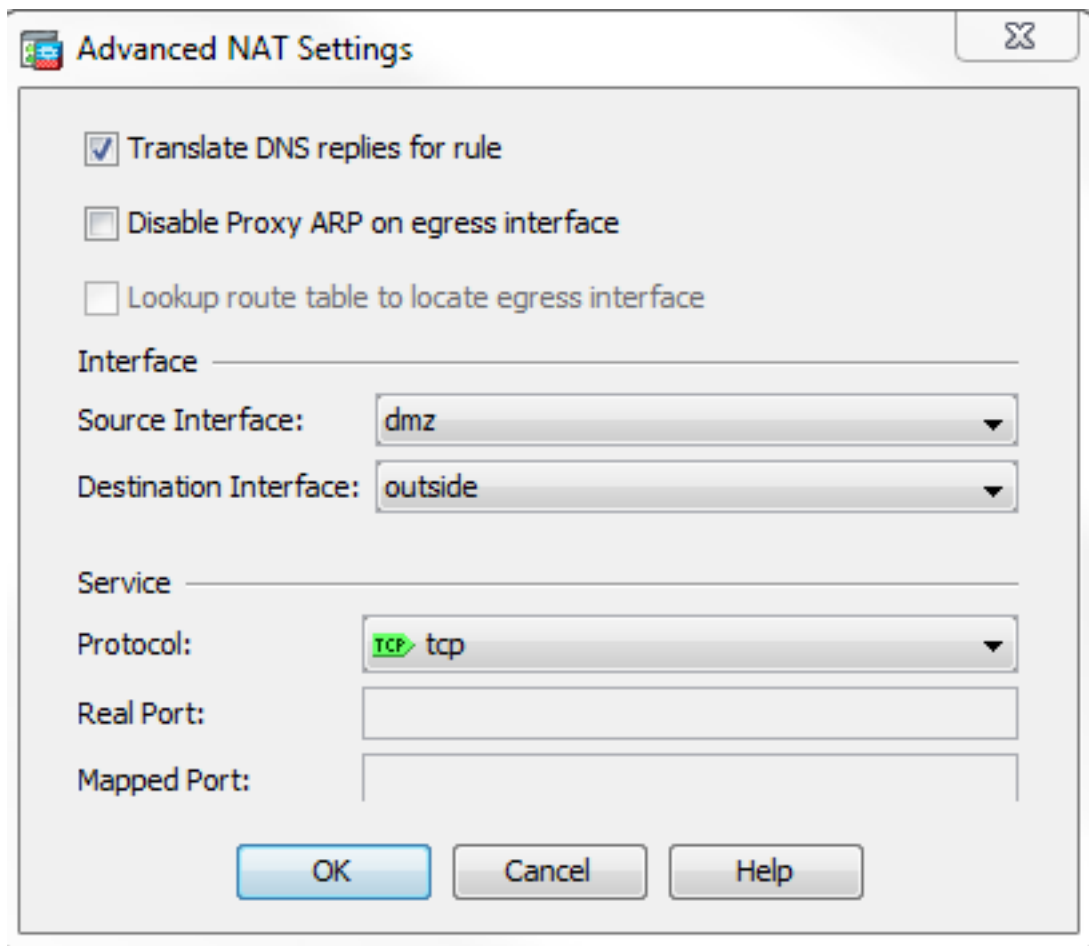 Advanced NAT Settings
Translate DNS replies for rule
Disable Proxy ARP on egress interface
Lookup route table to locate egress interface
Interface
Source Interface: dmz
Destination Interface: outside
Service
Protocol: TCP tcp
Real Port:
Mapped Port:
OK Cancel Help